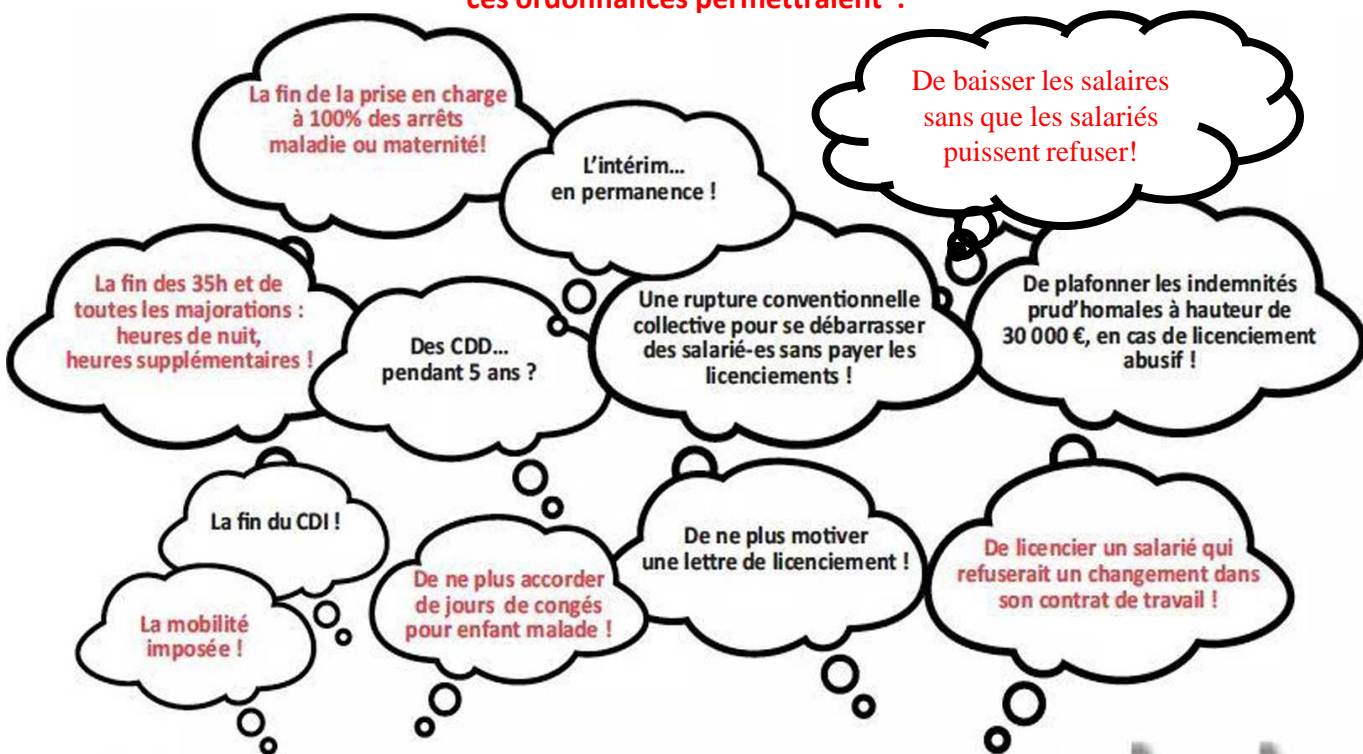 ces ordonnances permettraient :
La fin de la prise en charge
à 100% des arrêts
maladie ou maternité!
De baisser les salaires
sans que les salariés
puissent refuser!
L'intérim...
en permanence !
La fin des 35h et de
toutes les majorations :
heures de nuit,
heures supplémentaires !
Des CDD...
pendant 5 ans ?
Une rupture conventionnelle
collective pour se débarrasser
des salarié-es sans payer les
licenciements !
De plafonner les indemnités
prud'homales à hauteur de
30 000 €, en cas de licenciement
abusif !
La fin du CDI !
De ne plus motiver
une lettre de licenciement !
De licencier un salarié qui
refuserait un changement dans
son contrat de travail !
De ne plus accorder
de jours de congés
pour enfant malade !
La mobilité
imposée !